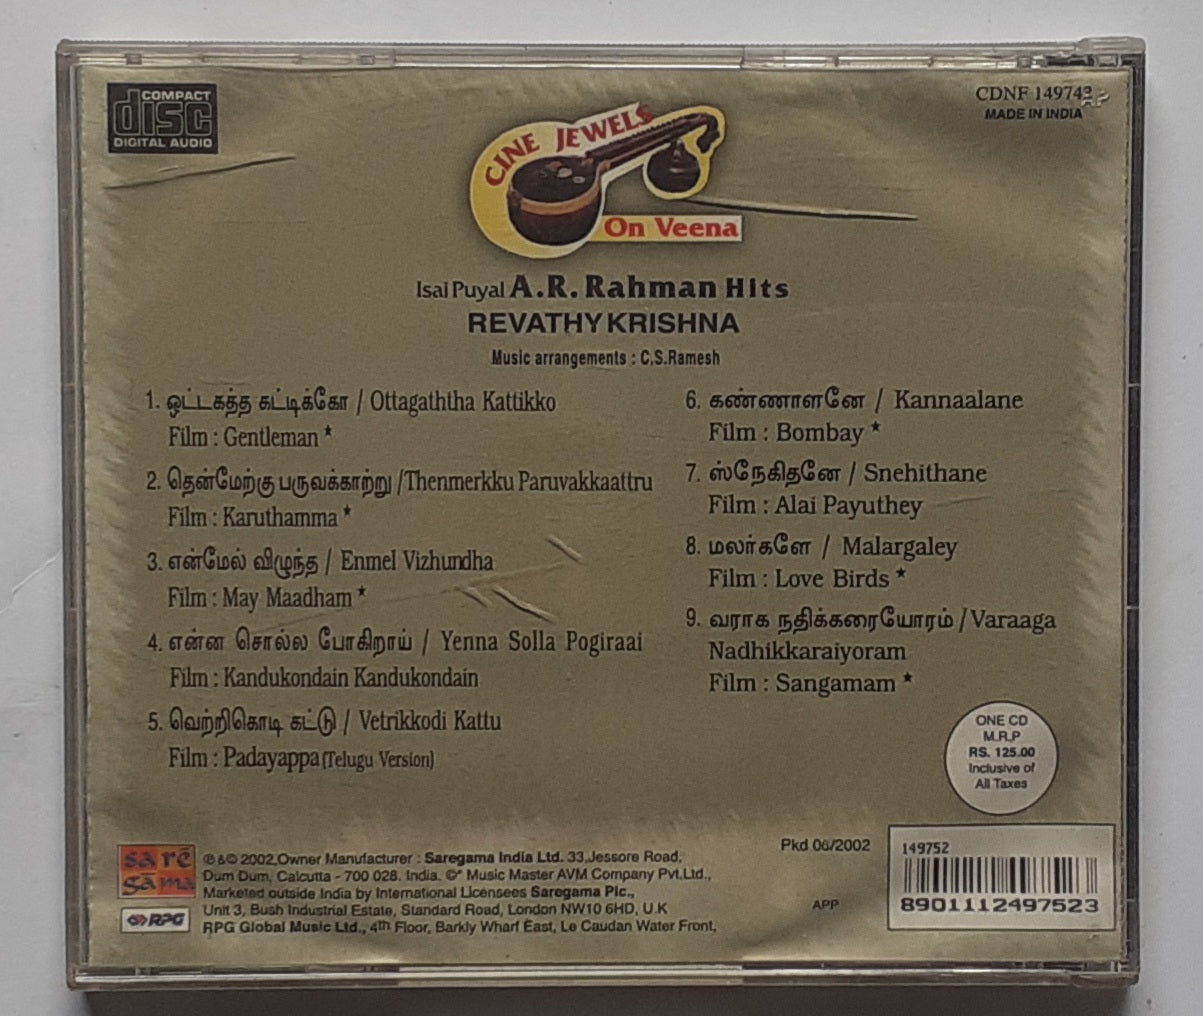 COMPACT
disc
DIGITAL AUDIO
CDNF 149743
MADE IN INDIA
CINE JEWELS
On Veena
Isai Puyal A.R. Rahman Hits
REVATHY KRISHNA
Music arrangements : C.S.Ramesh
1. ஒட்டகத்த கட்டிக்கோ / Ottagaththa Kattikko
Film : Gentleman *
2. தென்மேற்கு பருவக்காற்று /Thenmerkku Paruvakkaattru
Film : Karuthamma *
3. என்மேல் விழுந்த / Enmel Vizhundha
Film : May Maadham *
4. என்ன சொல்ல போகிறாய் / Yenna Solla Pogiraai
Film : Kandukondain Kandukondain
5. வெற்றிகொடி கட்டு / Vetrikkodi Kattu
Film : Padayappa (Telugu Version)
6. கண்ணாளனே / Kannaalane
Film : Bombay *
7. ஸ்நேகிதனே / Snehithane
Film : Alai Payuthey
8. மலர்களே / Malargaley
Film : Love Birds *
9. வராக நதிக்கரையோரம் / Varaaga
Nadhikkaraiyoram
Film : Sangamam *
ONE CD
M.R.P
RS. 125.00
Inclusive of
All Taxes
sa rē
gă ma
RPG
℗ & © 2002,Owner Manufacturer : Saregama India Ltd. 33,Jessore Road,
Dum Dum, Calcutta - 700 028. India. ©* Music Master AVM Company Pvt.Ltd.,
Marketed outside India by International Licensees Saregama Plc.,
Unit 3, Bush Industrial Estate, Standard Road, London NW10 6HD, U.K
RPG Global Music Ltd., 4th Floor, Barkly Wharf East, Le Caudan Water Front,
Pkd 06/2002
APP
149752
8901112497523